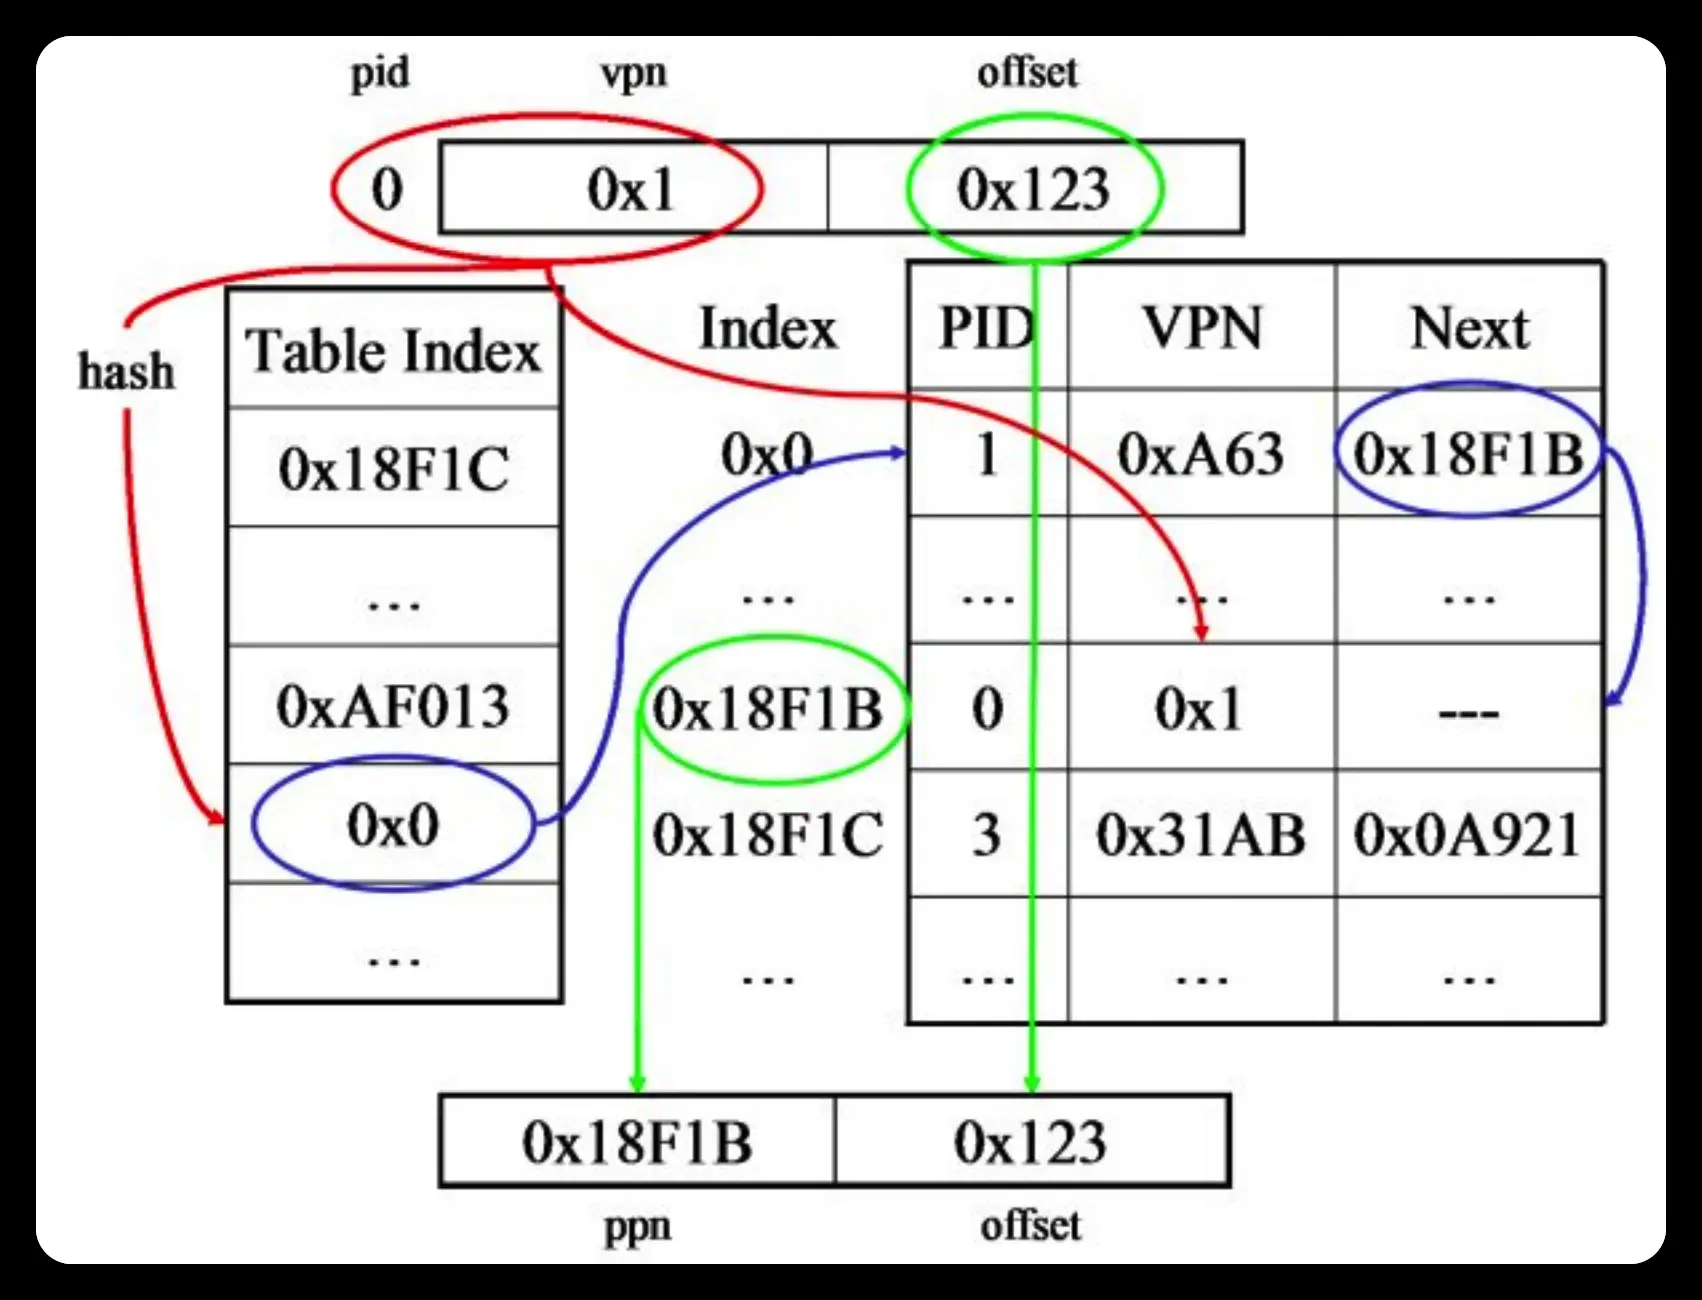 pid vpn offset
0 0x1 0x123
hash
Table Index
0x18F1C
...
0xAF013
0x0
...
Index PID VPN Next
0x0 1 0xA63 0x18F1B
... ... ... ...
0x18F1B 0 0x1 ---
0x18F1C 3 0x31AB 0x0A921
... ... ... ...
0x18F1B 0x123
ppn offset